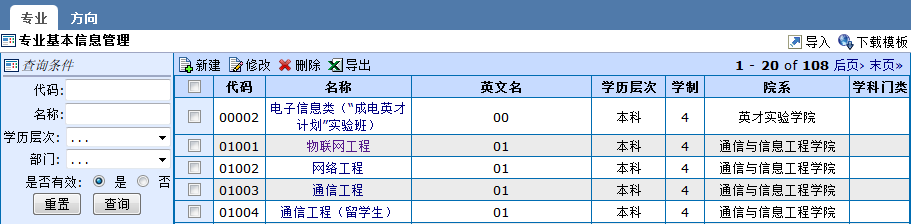 专业 方向
专业基本信息管理 导入 下载模板
查询条件
代码:
名称:
学历层次: ...
部门: ...
是否有效: 是 否
重置 查询
新建 修改 删除 导出 1 - 20 of 108 后页› 末页»
代码 名称 英文名 学历层次 学制 院系 学科门类
00002 电子信息类（“成电英才计划”实验班） 00 本科 4 英才实验学院
01001 物联网工程 01 本科 4 通信与信息工程学院
01002 网络工程 01 本科 4 通信与信息工程学院
01003 通信工程 01 本科 4 通信与信息工程学院
01004 通信工程（留学生） 01 本科 4 通信与信息工程学院